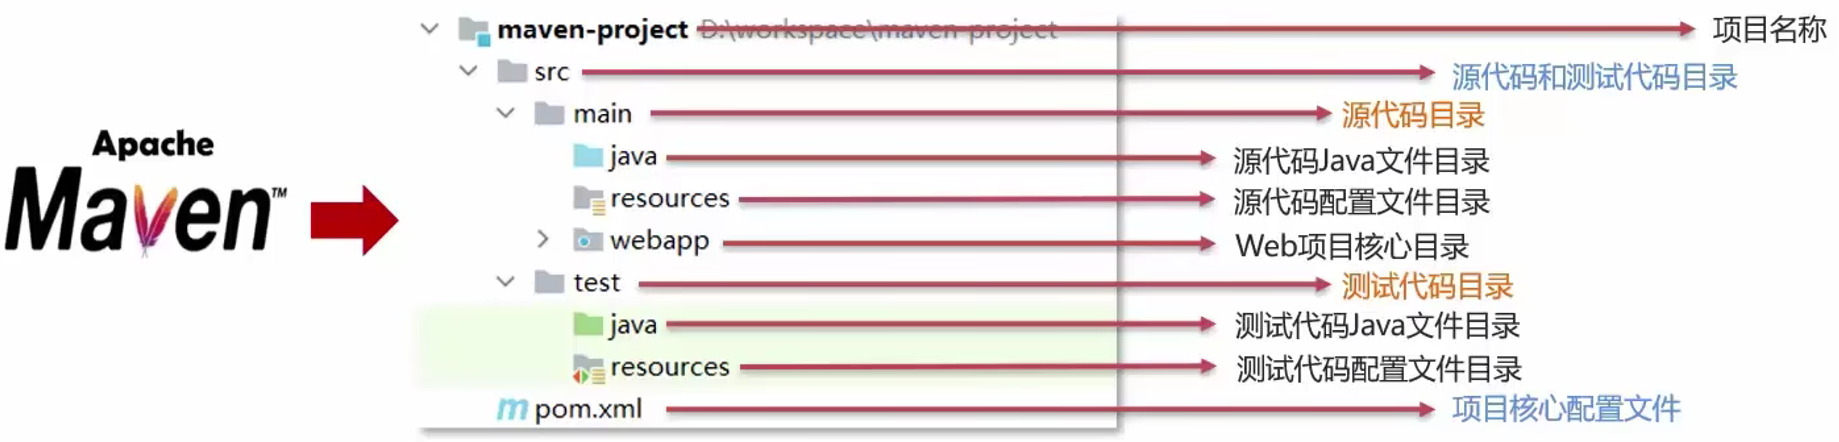 Apache
Maven™
maven-project D:\workspace\maven-project 项目名称
src 源代码和测试代码目录
main 源代码目录
java 源代码Java文件目录
resources 源代码配置文件目录
webapp Web项目核心目录
test 测试代码目录
java 测试代码Java文件目录
resources 测试代码配置文件目录
pom.xml 项目核心配置文件